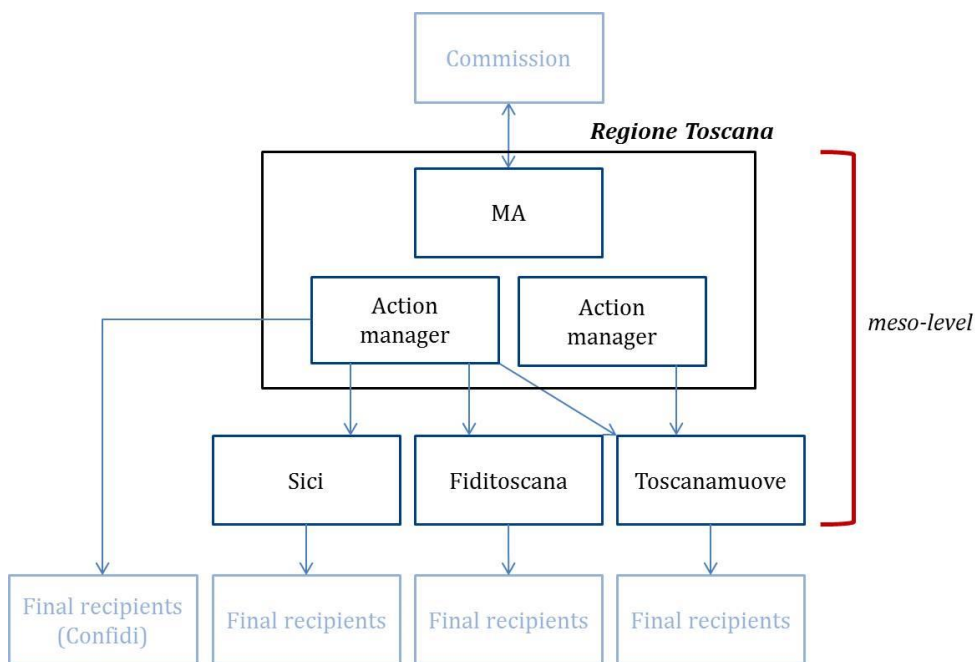 Commission
Regione Toscana
MA
Action
manager
Action
manager
meso-level
Sici
Fiditoscana
Toscanamuove
Final recipients
(Confidi)
Final recipients
Final recipients
Final recipients